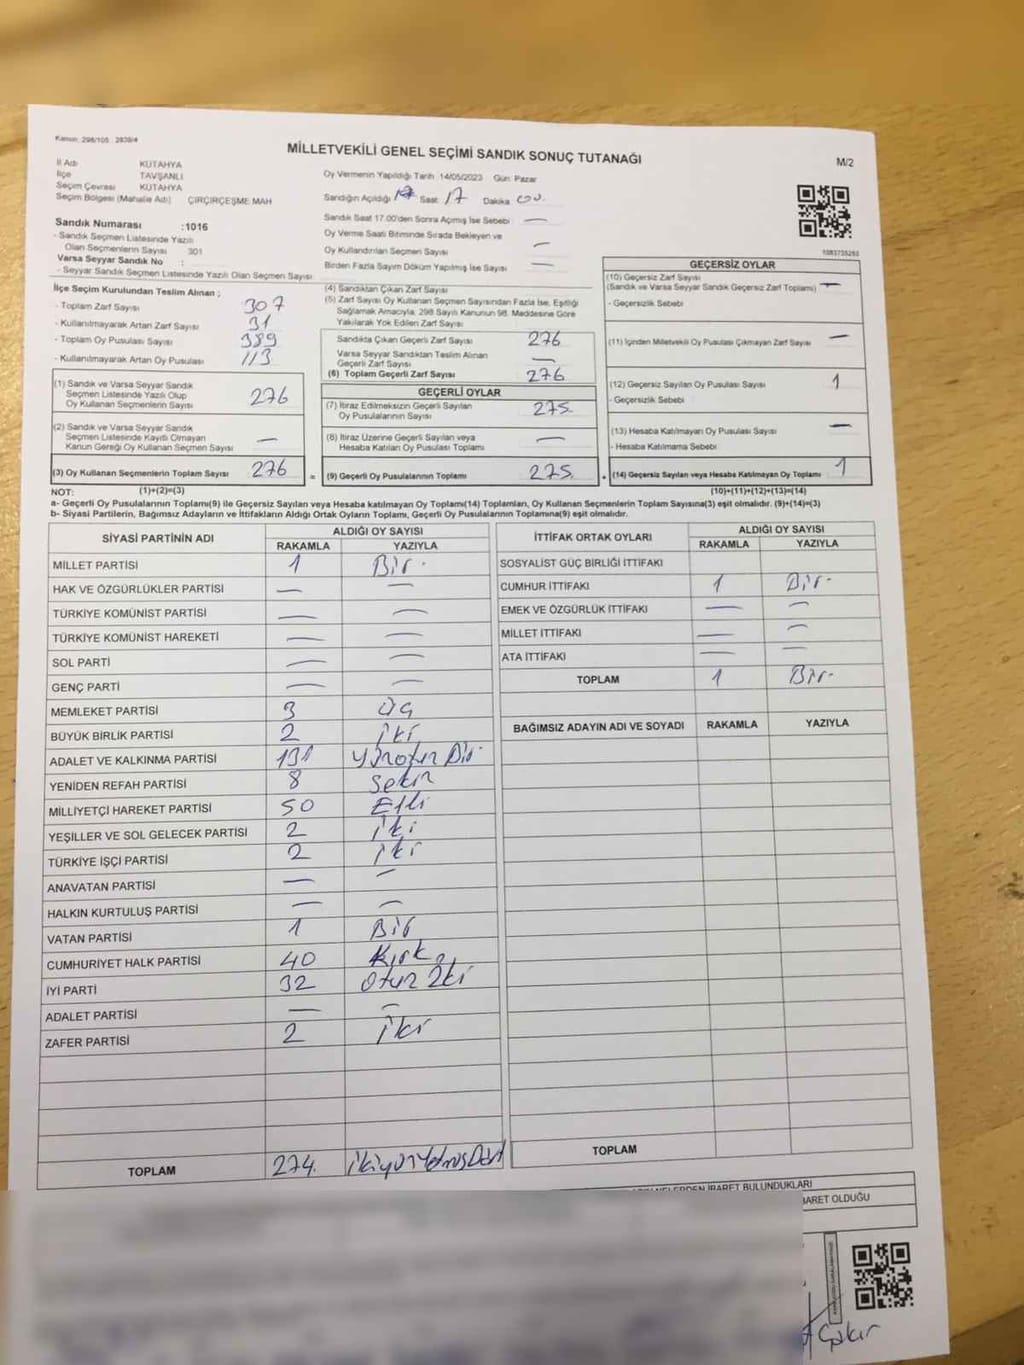 Kanun: 298/105 2839/4
MİLLETVEKİLİ GENEL SEÇİMİ SANDIK SONUÇ TUTANAĞI
M/2
İl Adı KÜTAHYA
İlçe TAVŞANLI
Seçim Çevresi KÜTAHYA
Seçim Bölgesi (Mahalle Adı) ÇIRÇIRÇEŞME MAH
Oy Vermenin Yapıldığı Tarih 14/05/2023 Gün: Pazar
Sandığın Açıldığı Saat 17 Dakika 00
Sandık Saat 17.00'den Sonra Açılmış İse Sebebi : —
Oy Verme Saati Bitiminde Sırada Bekleyen ve
Oy Kullandırılan Seçmen Sayısı —
Birden Fazla Sayım Döküm Yapılmış İse Sayısı —
Sandık Numarası :1016
- Sandık Seçmen Listesinde Yazılı
Olan Seçmenlerin Sayısı 301
Varsa Seyyar Sandık No :
- Seyyar Sandık Seçmen Listesinde Yazılı Olan Seçmen Sayısı
İlçe Seçim Kurulundan Teslim Alınan ;
- Toplam Zarf Sayısı 307
- Kullanılmayarak Artan Zarf Sayısı 31
- Toplam Oy Pusulası Sayısı 389
- Kullanılmayarak Artan Oy Pusulası 113
(1) Sandık ve Varsa Seyyar Sandık
Seçmen Listesinde Yazılı Olup
Oy Kullanan Seçmenlerin Sayısı 276
(2) Sandık ve Varsa Seyyar Sandık
Seçmen Listesinde Kayıtlı Olmayan
Kanun Gereği Oy Kullanan Seçmen Sayısı —
(3) Oy Kullanan Seçmenlerin Toplam Sayısı 276 =
(4) Sandıktan Çıkan Zarf Sayısı
(5) Zarf Sayısı Oy Kullanan Seçmen Sayısından Fazla İse, Eşitliği
Sağlamak Amacıyla, 298 Sayılı Kanunun 98. Maddesine Göre
Yakılarak Yok Edilen Zarf Sayısı
Sandıkta Çıkan Geçerli Zarf Sayısı 276
Varsa Seyyar Sandıktan Teslim Alınan
Geçerli Zarf Sayısı —
(6) Toplam Geçerli Zarf Sayısı 276
GEÇERLİ OYLAR
(7) İtiraz Edilmeksizin Geçerli Sayılan
Oy Pusulalarının Sayısı 275
(8) İtiraz Üzerine Geçerli Sayılan veya
Hesaba Katılan Oy Pusulası Toplamı —
(9) Geçerli Oy Pusulalarının Toplamı 275
1083735253
GEÇERSİZ OYLAR
(10) Geçersiz Zarf Sayısı
(Sandık ve Varsa Seyyar Sandık Geçersiz Zarf Toplamı) —
- Geçersizlik Sebebi
(11) İçinden Milletvekili Oy Pusulası Çıkmayan Zarf Sayısı —
(12) Geçersiz Sayılan Oy Pusulası Sayısı 1
- Geçersizlik Sebebi
(13) Hesaba Katılmayan Oy Pusulası Sayısı —
- Hesaba Katılmama Sebebi
+ (14) Geçersiz Sayılan veya Hesaba Katılmayan Oy Toplamı 1
NOT: (1)+(2)=(3) (10)+(11)+(12)+(13)=(14)
a- Geçerli Oy Pusulalarının Toplamı(9) ile Geçersiz Sayılan veya Hesaba katılmayan Oy Toplamı(14) Toplamları, Oy Kullanan Seçmenlerin Toplam Sayısına(3) eşit olmalıdır. (9)+(14)=(3)
b- Siyasi Partilerin, Bağımsız Adayların ve İttifakların Aldığı Ortak Oyların Toplamı, Geçerli Oy Pusulalarının Toplamına(9) eşit olmalıdır.
SİYASİ PARTİNİN ADI ALDIĞI OY SAYISI
RAKAMLA YAZIYLA
MİLLET PARTİSİ 1 Bir
HAK VE ÖZGÜRLÜKLER PARTİSİ — —
TÜRKİYE KOMÜNİST PARTİSİ — —
TÜRKİYE KOMÜNİST HAREKETİ — —
SOL PARTİ — —
GENÇ PARTİ — —
MEMLEKET PARTİSİ 3 Üç
BÜYÜK BİRLİK PARTİSİ 2 iki
ADALET VE KALKINMA PARTİSİ 131 yüzotuz Bir
YENİDEN REFAH PARTİSİ 8 Sekiz
MİLLİYETÇİ HAREKET PARTİSİ 50 Elli
YEŞİLLER VE SOL GELECEK PARTİSİ 2 iki
TÜRKİYE İŞÇİ PARTİSİ 2 iki
ANAVATAN PARTİSİ — —
HALKIN KURTULUŞ PARTİSİ — —
VATAN PARTİSİ 1 Bir
CUMHURİYET HALK PARTİSİ 40 Kırk
İYİ PARTİ 32 Otuz İki
ADALET PARTİSİ — —
ZAFER PARTİSİ 2 iki
TOPLAM 274 ikiyüzYetmişDört
İTTİFAK ORTAK OYLARI ALDIĞI OY SAYISI
RAKAMLA YAZIYLA
SOSYALİST GÜÇ BİRLİĞİ İTTİFAKI
CUMHUR İTTİFAKI 1 Bir
EMEK VE ÖZGÜRLÜK İTTİFAKI — —
MİLLET İTTİFAKI — —
ATA İTTİFAKI — —
TOPLAM 1 Bir
BAĞIMSIZ ADAYIN ADI VE SOYADI RAKAMLA YAZIYLA
TOPLAM
İBARET BULUNDUKLARI
BARET OLDUĞU